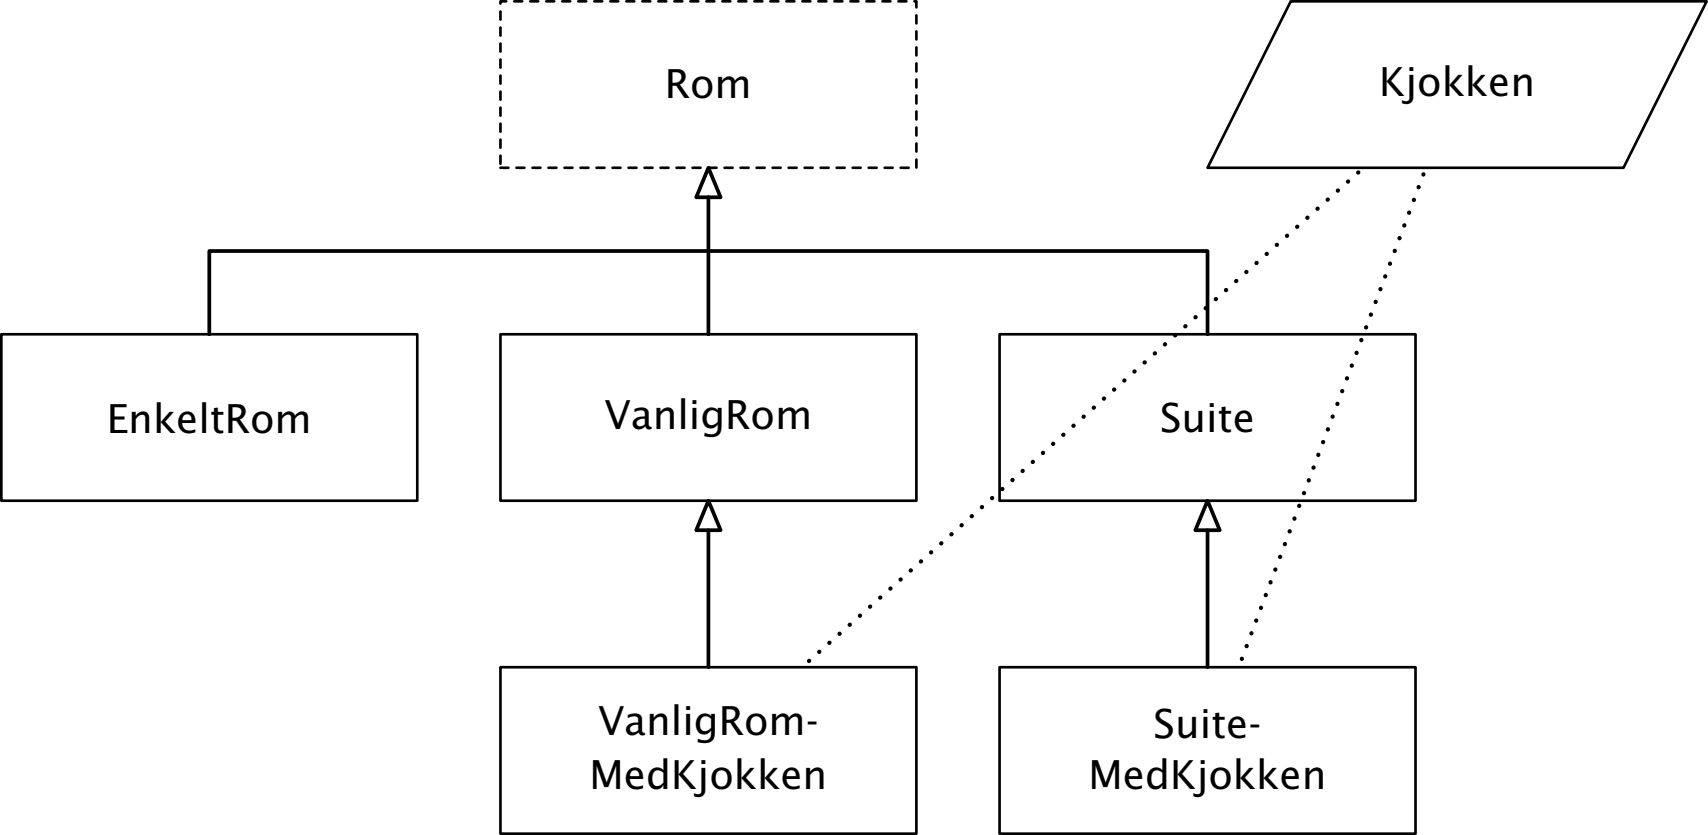 Rom
Kjokken
EnkeltRom
VanligRom
Suite
VanligRom-
MedKjokken
Suite-
MedKjokken